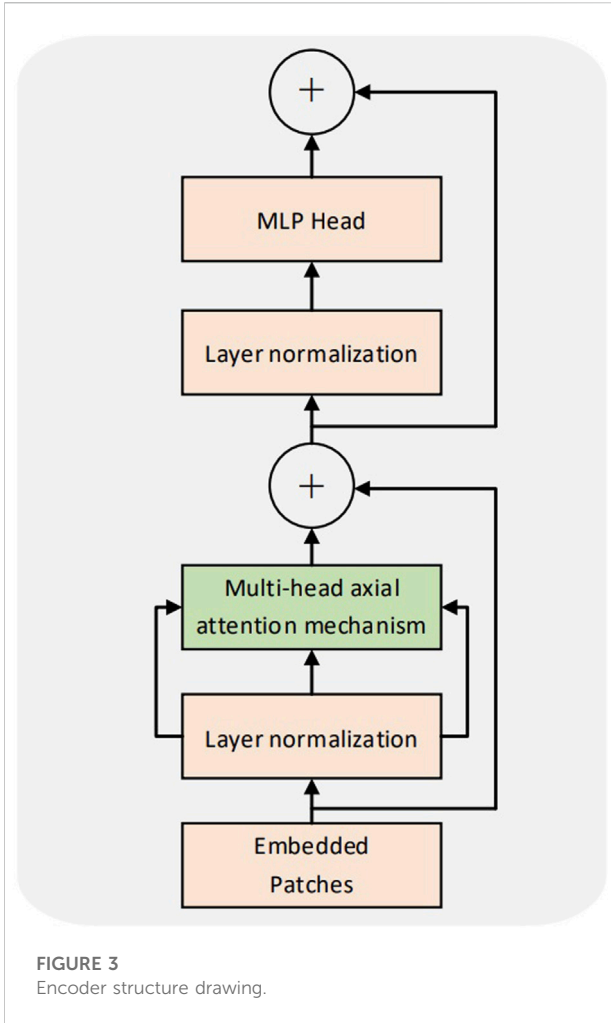 +
MLP Head
Layer normalization
+
Multi-head axial
attention mechanism
Layer normalization
Embedded
Patches
FIGURE 3
Encoder structure drawing.